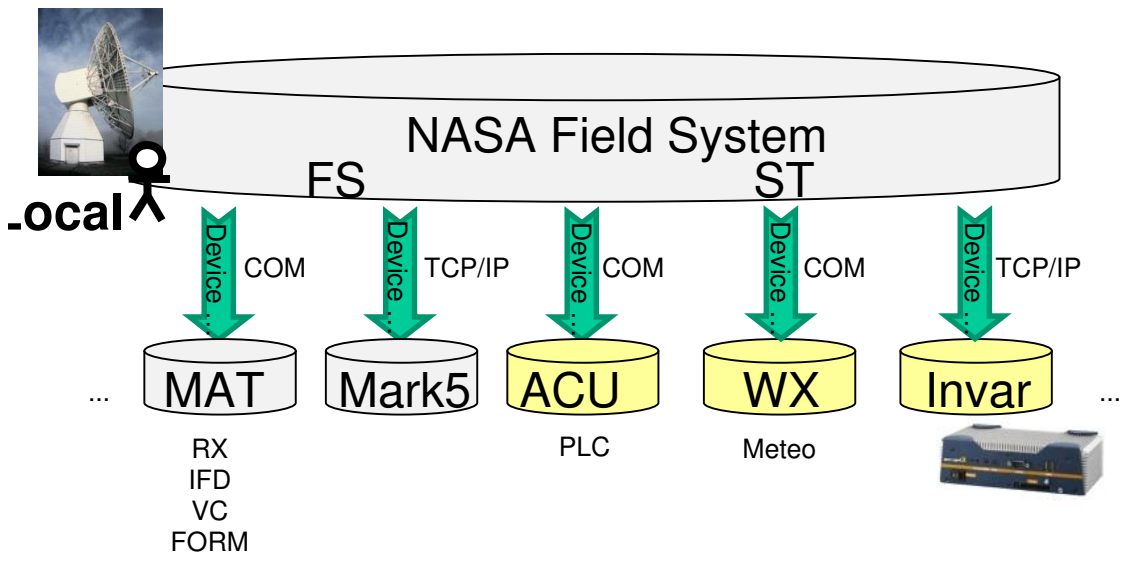 NASA Field System
FS ST
Local
Device ... COM Device ... TCP/IP Device ... COM Device ... COM Device ... TCP/IP
... MAT Mark5 ACU WX Invar ...
RX PLC Meteo
IFD
VC
FORM